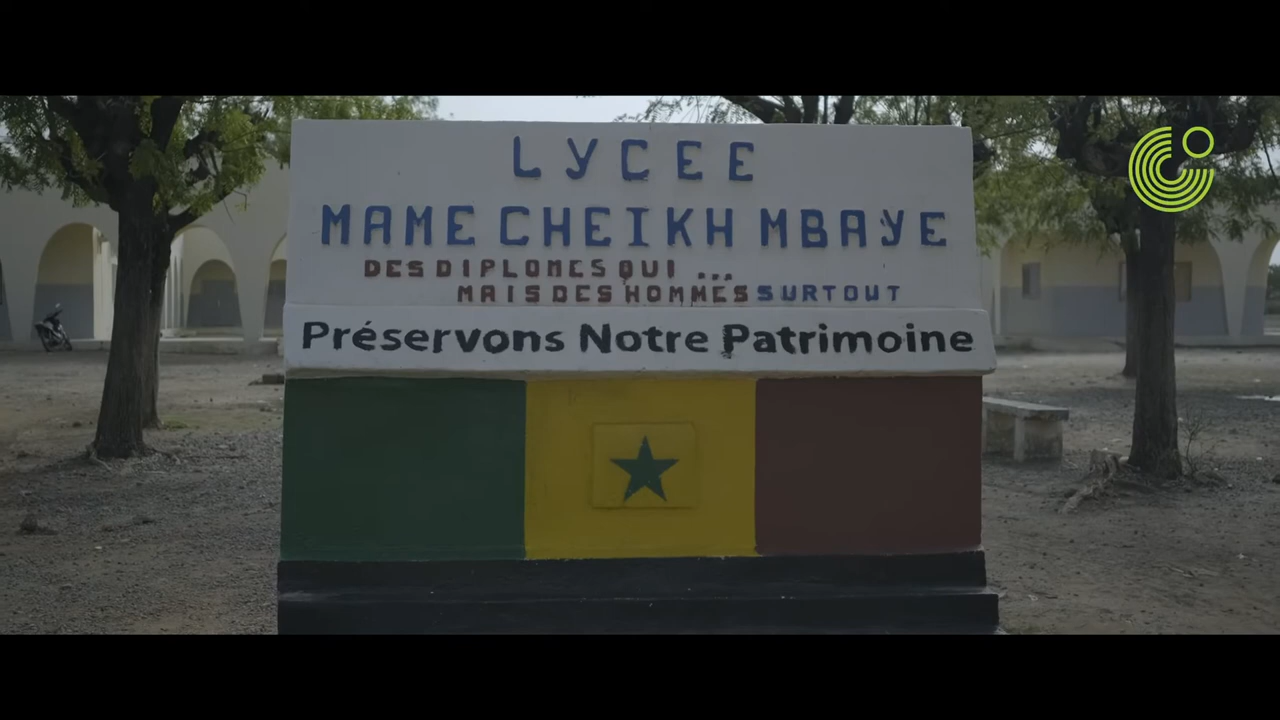 LYCEE
MAME CHEIKH MBAYE
DES DIPLOMES QUI ...
MAIS DES HOMMES SURTOUT
Préservons Notre Patrimoine